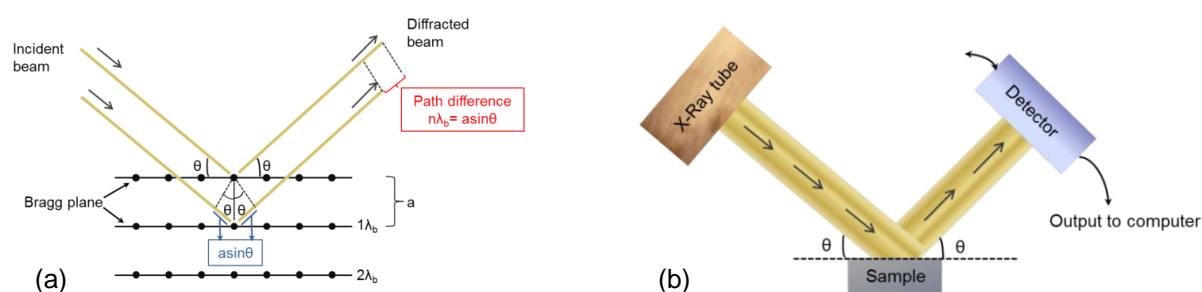 Incident
beam
Diffracted
beam
Path difference
nλb= asinθ
θ
θ
Bragg plane
a
θ
θ
1λb
asinθ
2λb
(a)
X-Ray tube
Detector
Output to computer
θ
θ
Sample
(b)